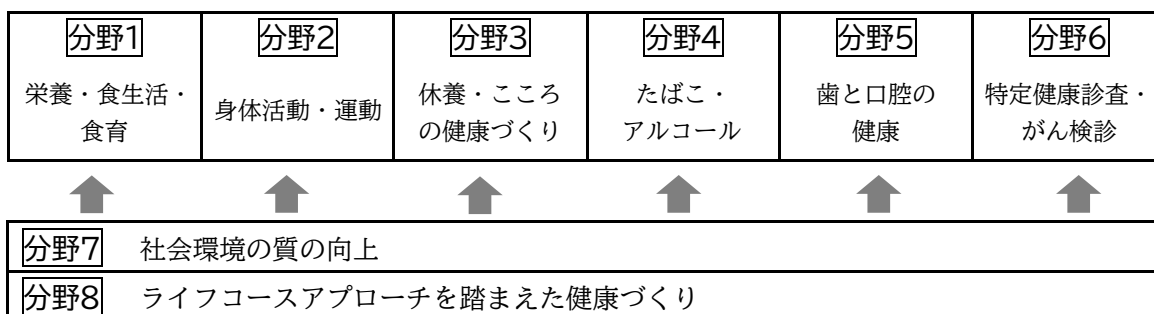 分野1
栄養・食生活・
食育
分野2
身体活動・運動
分野3
休養・こころ
の健康づくり
分野4
たばこ・
アルコール
分野5
歯と口腔の
健康
分野6
特定健康診査・
がん検診
分野7 社会環境の質の向上
分野8 ライフコースアプローチを踏まえた健康づくり